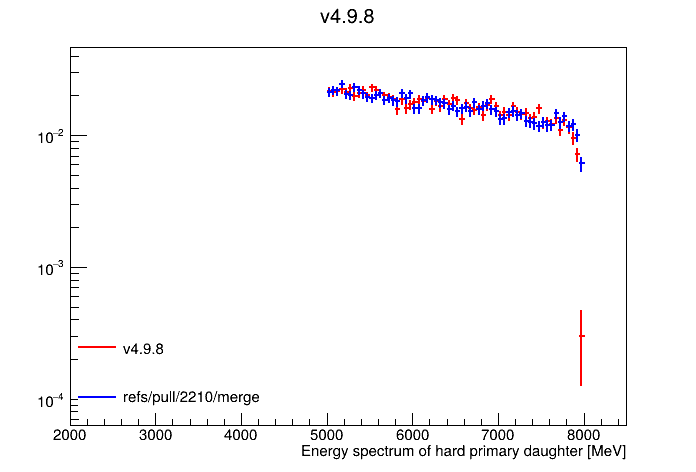 v4.9.8
10⁻²
10⁻³
10⁻⁴
v4.9.8
refs/pull/2210/merge
2000 3000 4000 5000 6000 7000 8000
Energy spectrum of hard primary daughter [MeV]